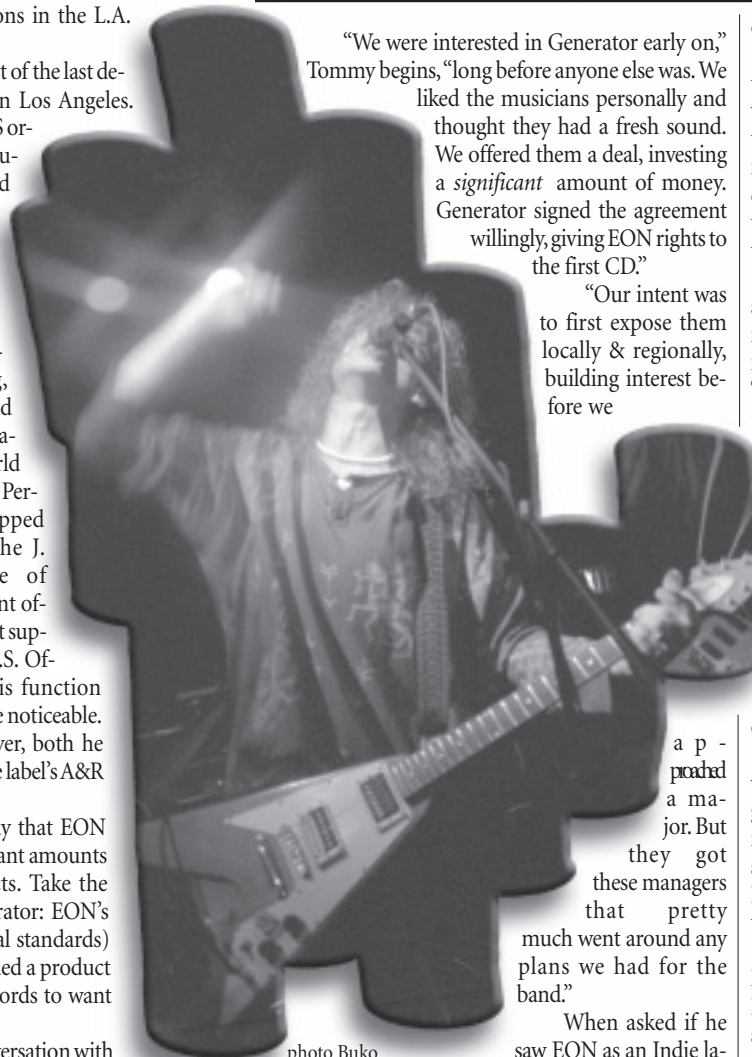 ons in the L.A.
t of the last de-
n Los Angeles.
S or-
u-
d
-
,
d
a-
rld
Per-
pped
he J.
e of
nt of-
t sup-
.S. Of-
is function
e noticeable.
ver, both he
e label's A&R
y that EON
ant amounts
ts. Take the
rator: EON's
al standards)
ed a product
ords to want
versation with
“We were interested in Generator early on,”
Tommy begins, “long before anyone else was. We
liked the musicians personally and
thought they had a fresh sound.
We offered them a deal, investing
a significant amount of money.
Generator signed the agreement
willingly, giving EON rights to
the first CD.”
“Our intent was
to first expose them
locally & regionally,
building interest be-
fore we
a p -
proached
a ma-
jor. But
they got
these managers
that pretty
much went around any
plans we had for the
band.”
When asked if he
saw EON as an Indie la-
photo Buko